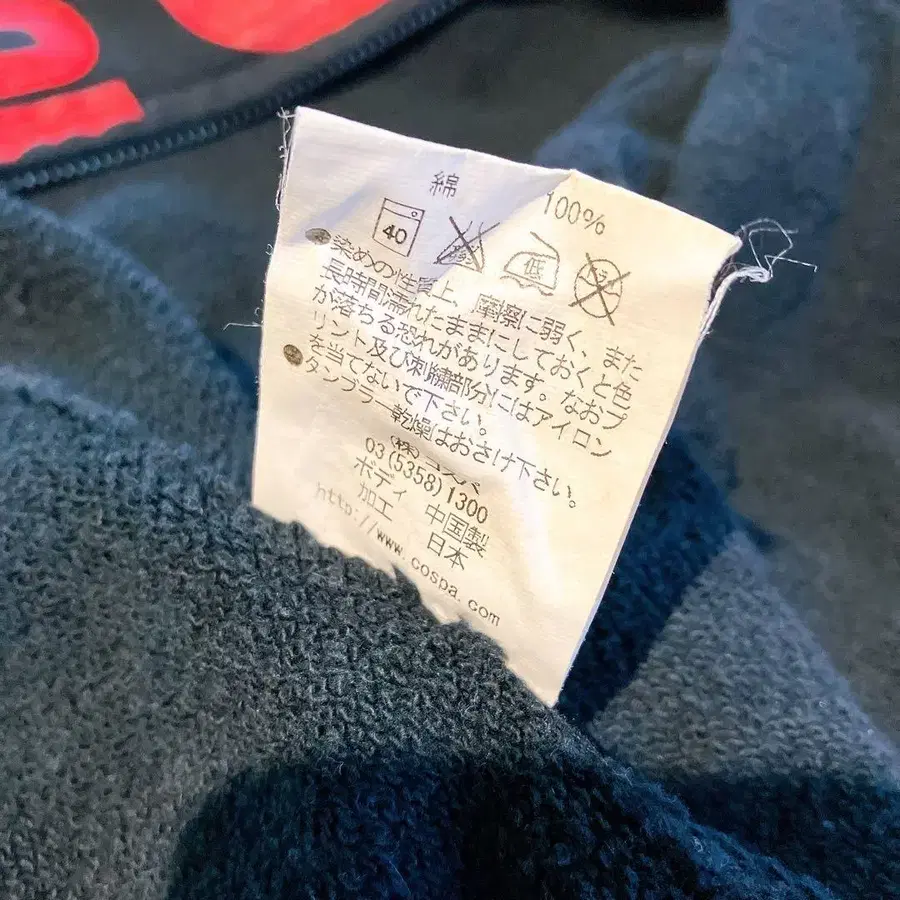 綿 100%
40
低
●染めの性質上、摩擦に弱く、また
長時間濡れたままにしておくと色
が落ちる恐れがあります。なおプ
リント及び刺繍部分にはアイロン
を当てないで下さい。
●タンブラー乾燥はおさけ下さい。
(株)コスパ
03(5358)1300
ボディ 中国製
加工 日本
http://www.cospa.com